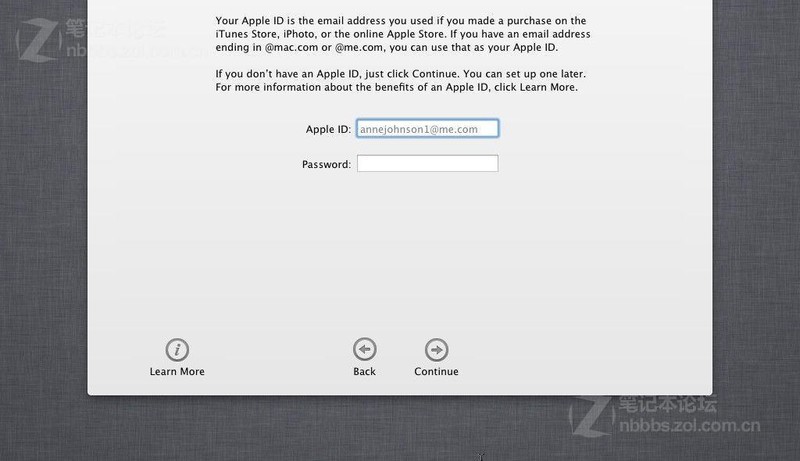 笔记本论坛
nbbbs.zol.com.cn
Your Apple ID is the email address you used if you made a purchase on the
iTunes Store, iPhoto, or the online Apple Store. If you have an email address
ending in @mac.com or @me.com, you can use that as your Apple ID.
If you don't have an Apple ID, just click Continue. You can set up one later.
For more information about the benefits of an Apple ID, click Learn More.
Apple ID: annejohnson1@me.com
Password:
Learn More Back Continue
笔记本论坛
nbbbs.zol.com.cn